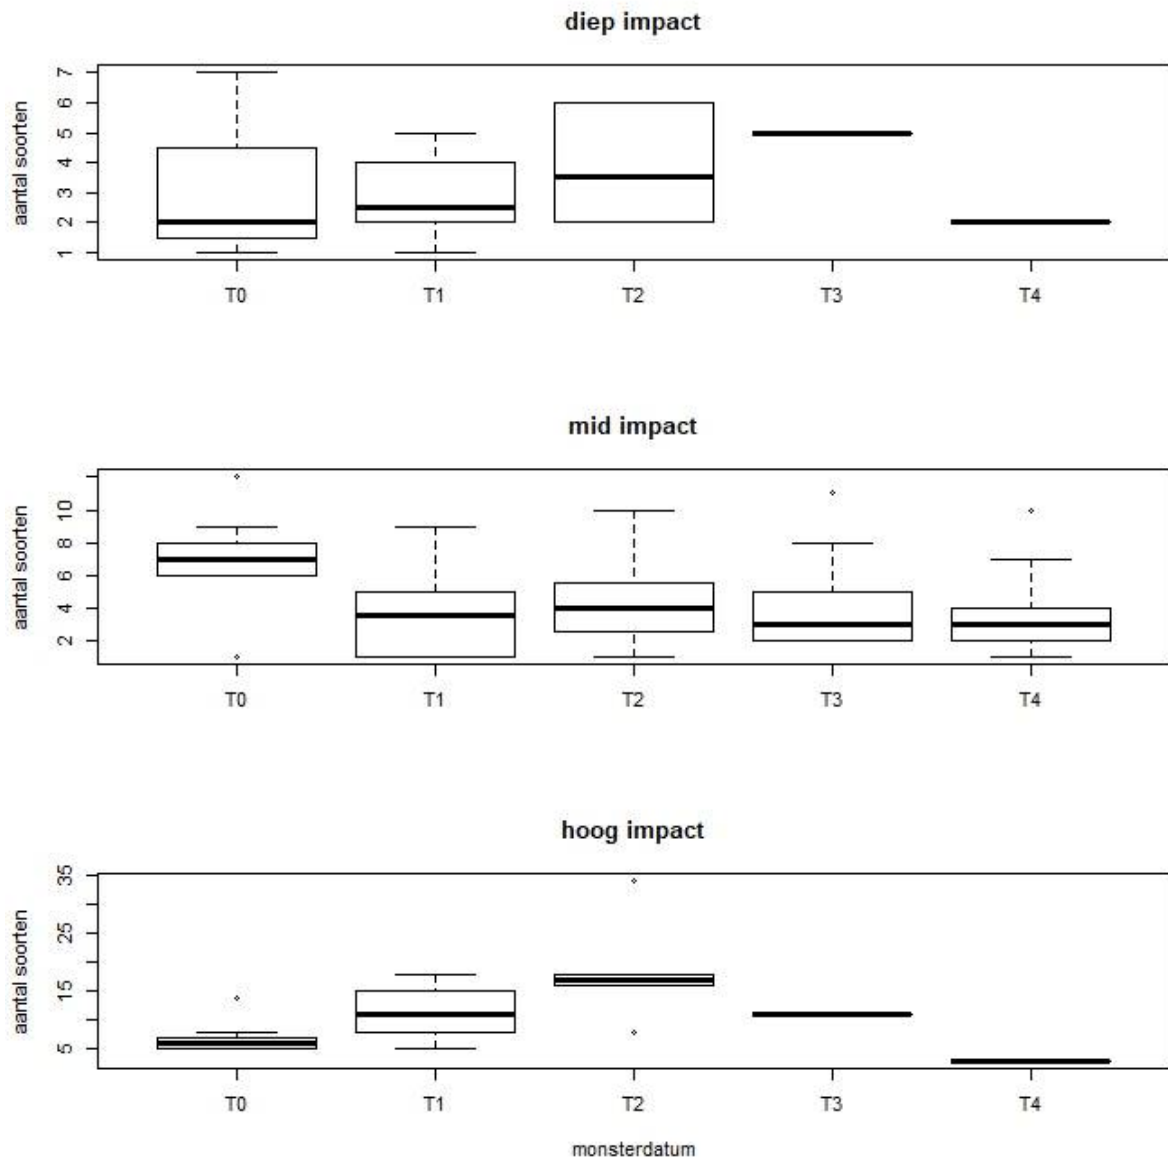 diep impact
aantal soorten
7
6
5
4
3
2
1
T0 T1 T2 T3 T4
mid impact
aantal soorten
10
8
6
4
2
T0 T1 T2 T3 T4
hoog impact
aantal soorten
35
25
15
5
T0 T1 T2 T3 T4
monsterdatum